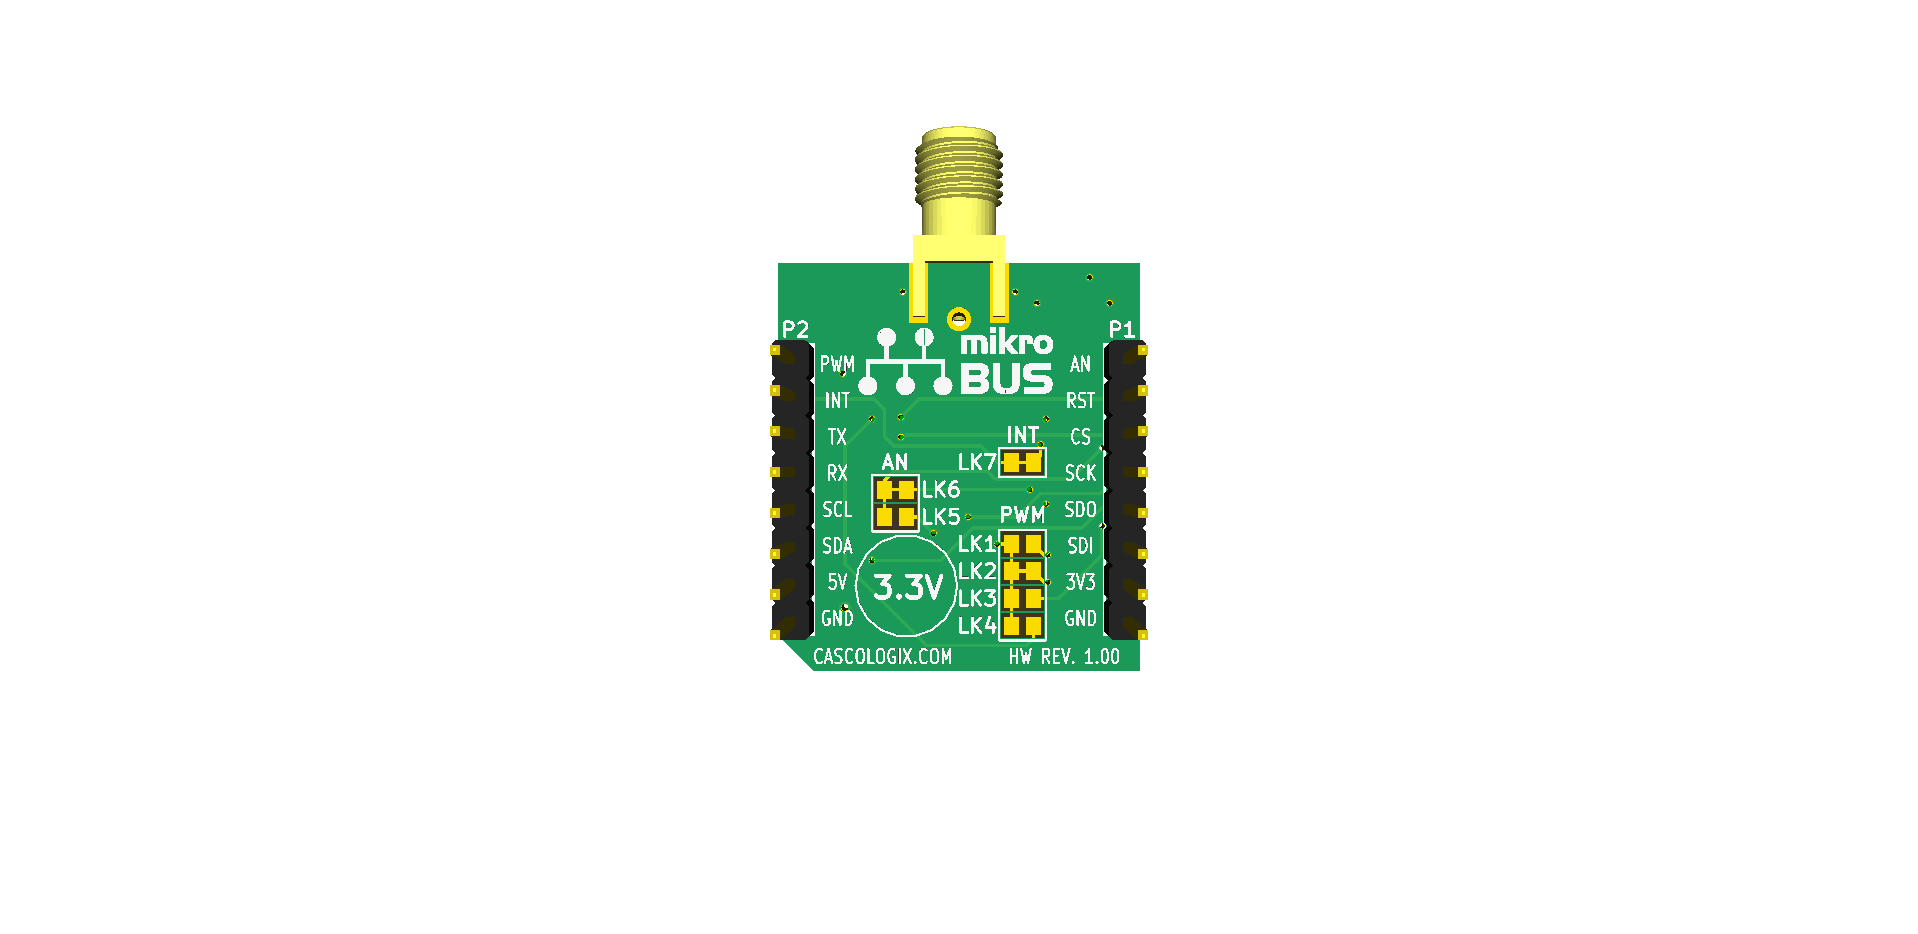 P2
P1
mikro
BUS
PWM
AN
INT
RST
TX
INT
CS
RX
AN
LK7
SCK
LK6
SCL
LK5
PWM
SDO
SDA
LK1
SDI
5V
3.3V
LK2
3V3
LK3
GND
LK4
GND
CASCOLOGIX.COM
HW REV. 1.00